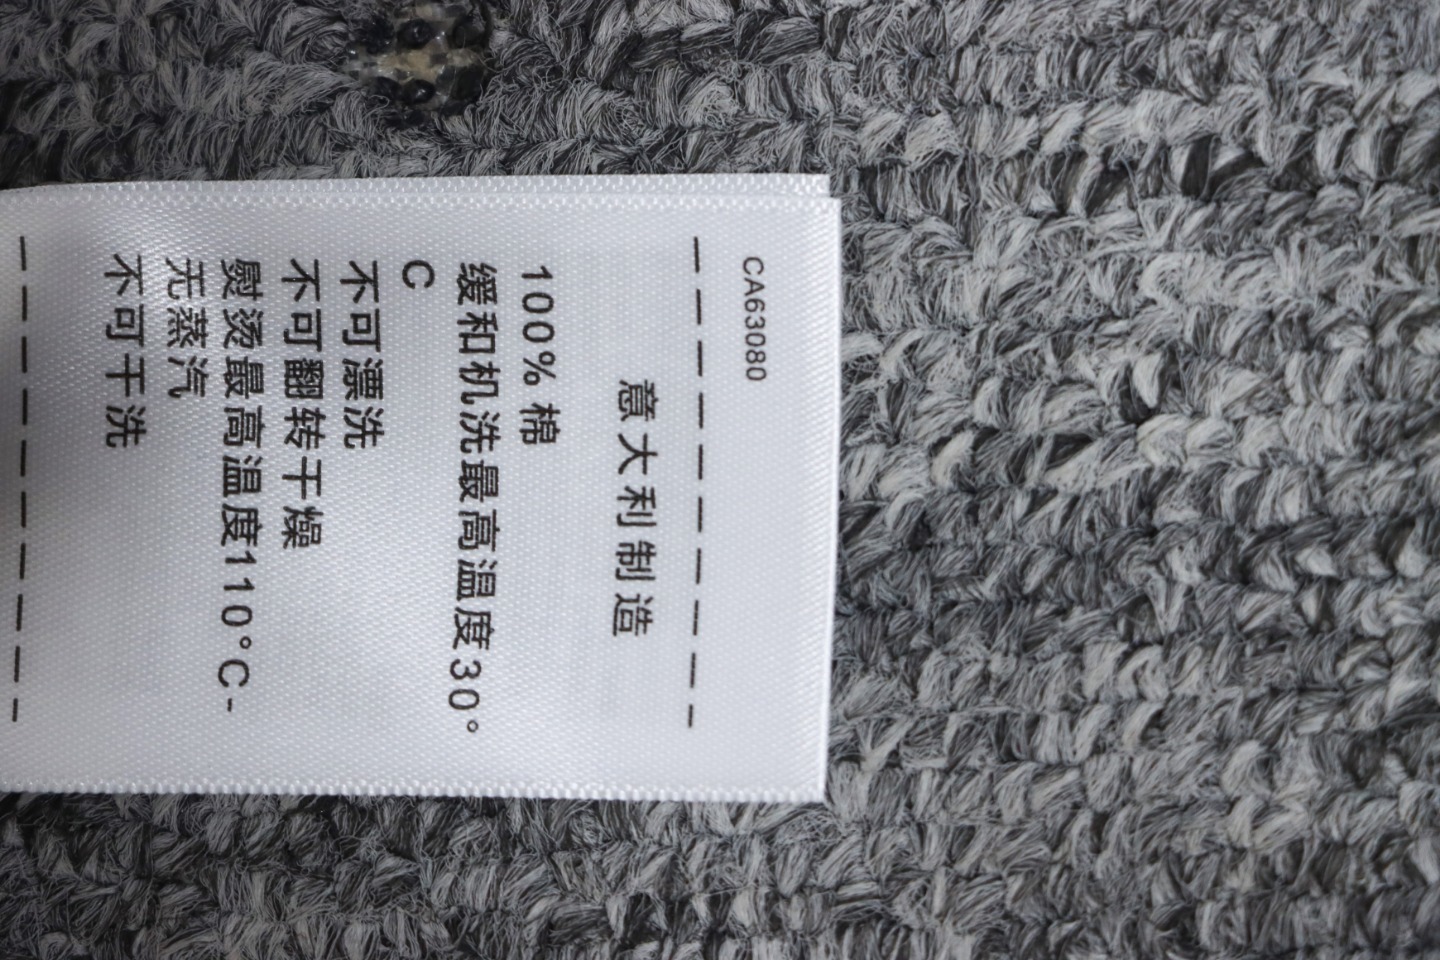 CA63080
意大利制造
100%棉
缓和机洗最高温度30°
C
不可漂洗
不可翻转干燥
熨烫最高温度110°C-
无蒸汽
不可干洗